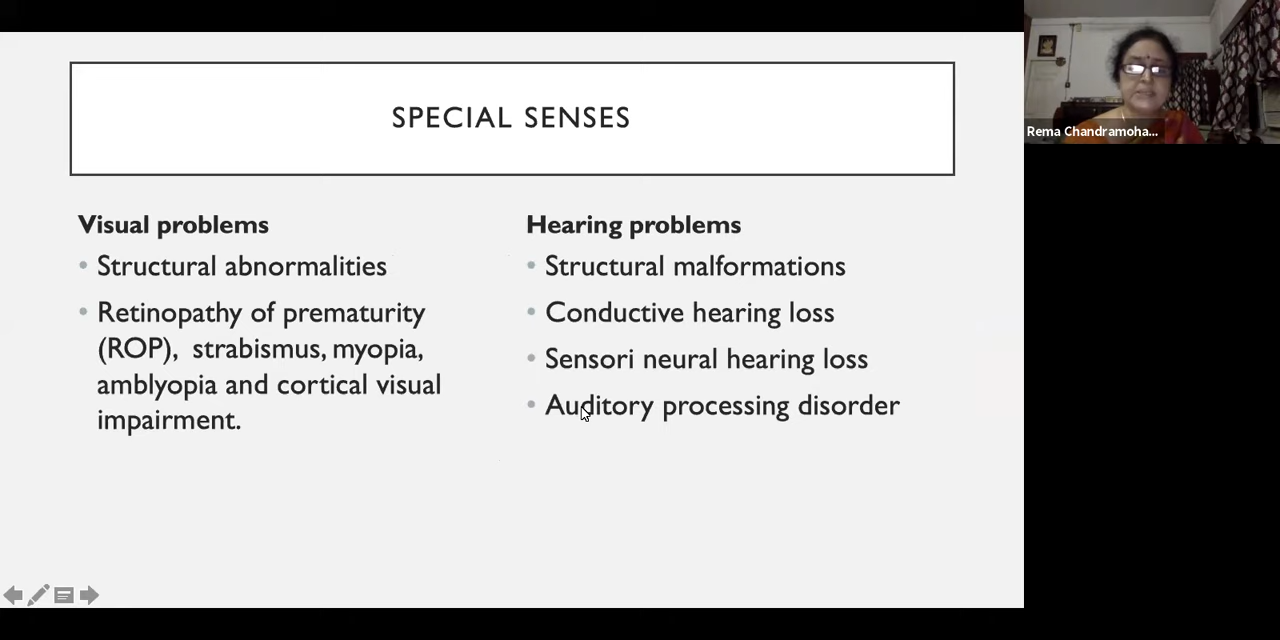 SPECIAL SENSES
Visual problems
• Structural abnormalities
• Retinopathy of prematurity
(ROP), strabismus, myopia,
amblyopia and cortical visual
impairment.
Hearing problems
• Structural malformations
• Conductive hearing loss
• Sensori neural hearing loss
• Auditory processing disorder
Rema Chandramoha...